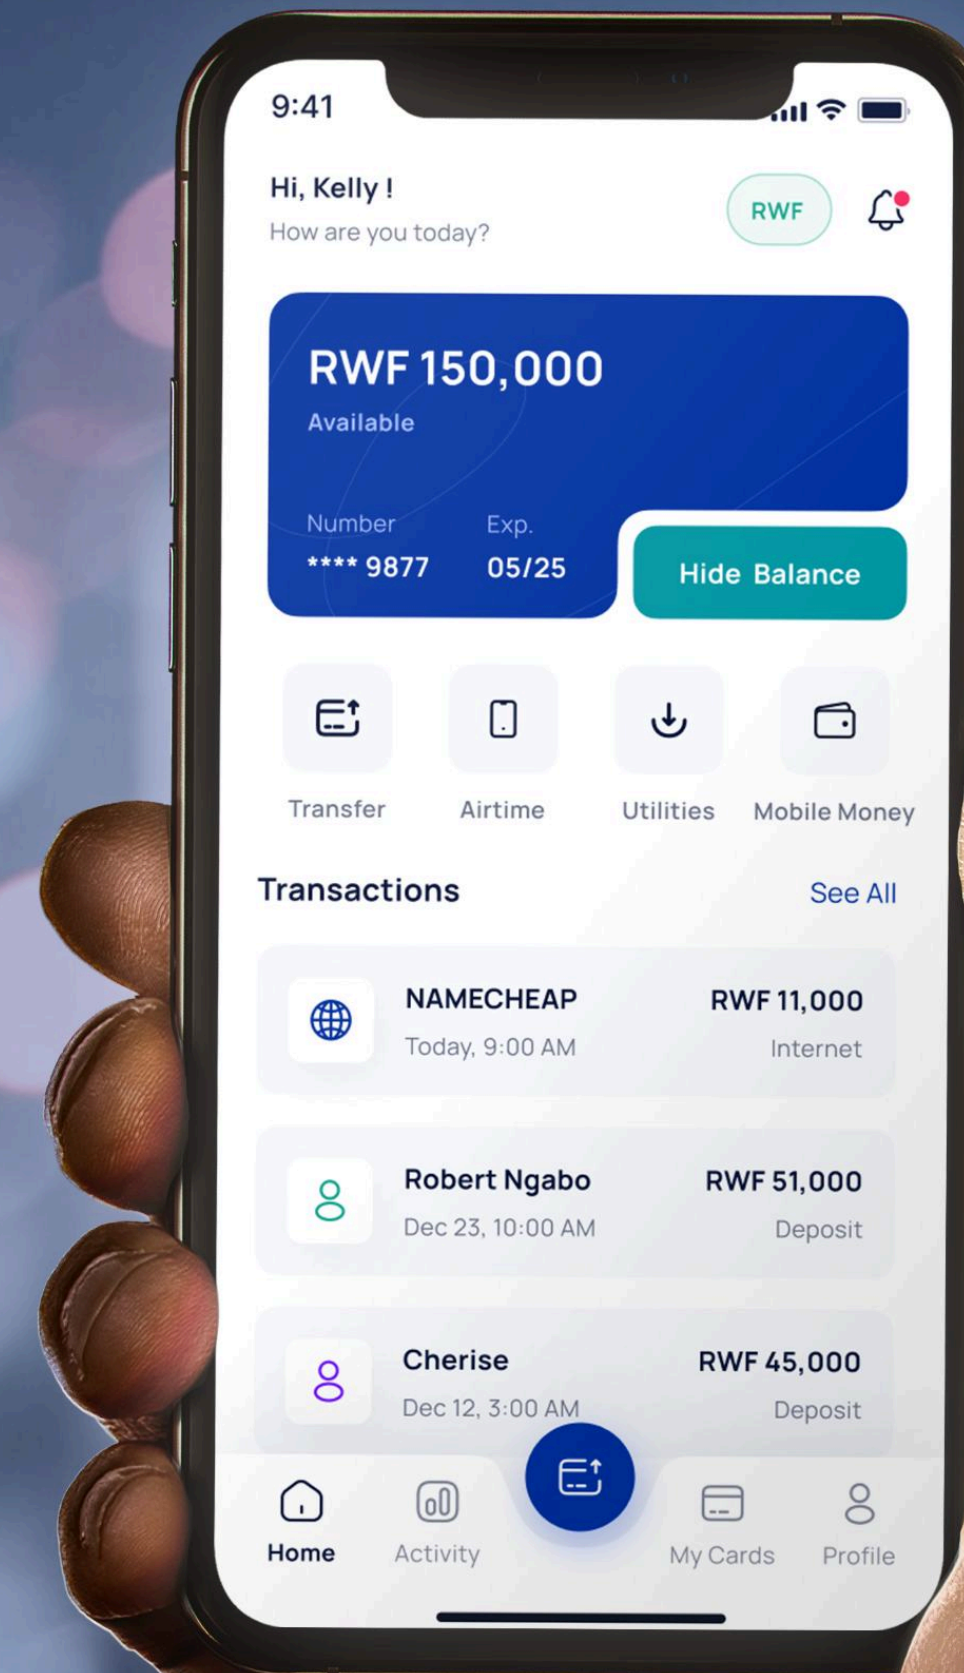 9:41
Hi, Kelly !
How are you today?
RWF
RWF 150,000
Available
Number Exp.
**** 9877 05/25
Hide Balance
Transfer Airtime Utilities Mobile Money
Transactions See All
NAMECHEAP RWF 11,000
Today, 9:00 AM Internet
Robert Ngabo RWF 51,000
Dec 23, 10:00 AM Deposit
Cherise RWF 45,000
Dec 12, 3:00 AM Deposit
Home Activity My Cards Profile